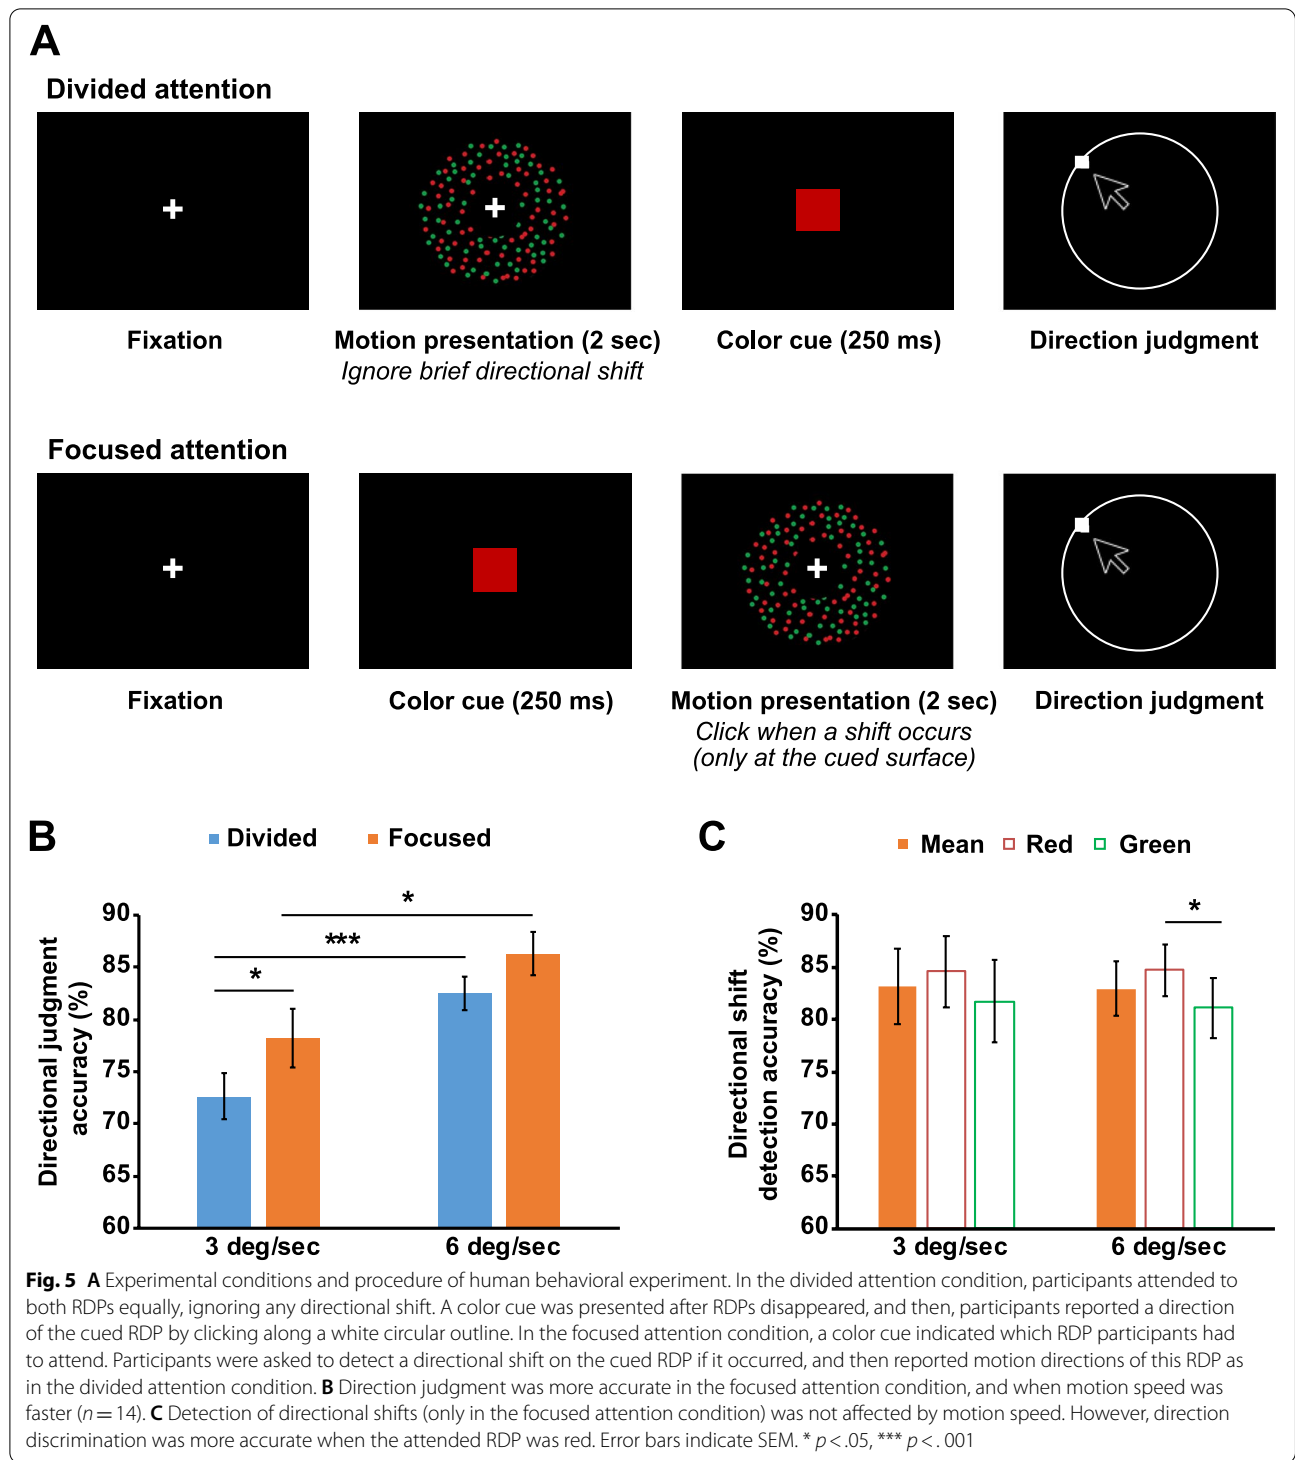 A
Divided attention
Fixation
Motion presentation (2 sec)
Ignore brief directional shift
Color cue (250 ms)
Direction judgment
Focused attention
Fixation
Color cue (250 ms)
Motion presentation (2 sec)
Click when a shift occurs
(only at the cued surface)
Direction judgment
B
Divided
Focused
Directional judgment
accuracy (%)
90
85
80
75
70
65
60
*
***
*
3 deg/sec
6 deg/sec
C
Mean
Red
Green
Directional shift
detection accuracy (%)
90
85
80
75
70
65
60
*
3 deg/sec
6 deg/sec
Fig. 5 A Experimental conditions and procedure of human behavioral experiment. In the divided attention condition, participants attended to
both RDPs equally, ignoring any directional shift. A color cue was presented after RDPs disappeared, and then, participants reported a direction
of the cued RDP by clicking along a white circular outline. In the focused attention condition, a color cue indicated which RDP participants had
to attend. Participants were asked to detect a directional shift on the cued RDP if it occurred, and then reported motion directions of this RDP as
in the divided attention condition. B Direction judgment was more accurate in the focused attention condition, and when motion speed was
faster (n = 14). C Detection of directional shifts (only in the focused attention condition) was not affected by motion speed. However, direction
discrimination was more accurate when the attended RDP was red. Error bars indicate SEM. * p < .05, *** p < . 001